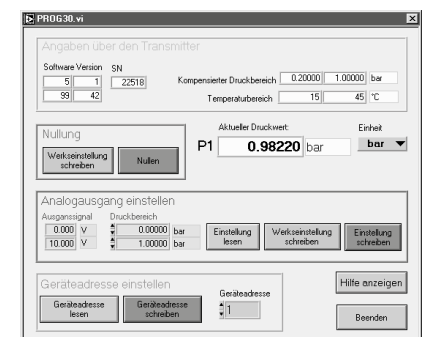 PROG30.vi
Angaben über den Transmitter
Software Version SN
5 1 22518
99 42
Kompensierter Druckbereich 0.20000 1.00000 bar
Temperaturbereich 15 45 °C
Nullung
Werkseinstellung schreiben
Nullen
Aktueller Druckwert:
P1 0.98220 bar
Einheit
bar
Analogausgang einstellen
Ausganssignal Druckbereich
0.000 V 0.00000 bar
10.000 V 1.00000 bar
Einstellung lesen
Werkseinstellung schreiben
Einstellung schreiben
Geräteadresse einstellen
Geräteadresse lesen
Geräteadresse schreiben
Geräteadresse
1
Hilfe anzeigen
Beenden